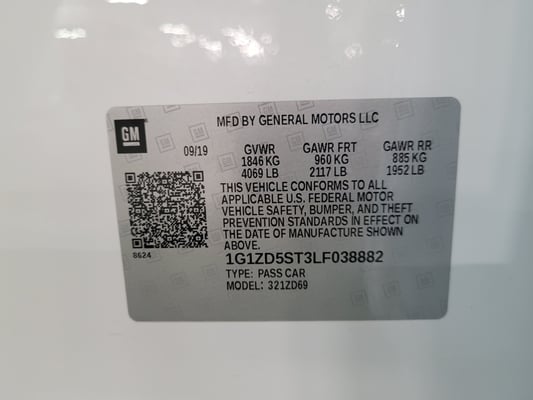 GM
MFD BY GENERAL MOTORS LLC
09/19 GVWR GAWR FRT GAWR RR
1846 KG 960 KG 885 KG
4069 LB 2117 LB 1952 LB
THIS VEHICLE CONFORMS TO ALL
APPLICABLE U.S. FEDERAL MOTOR
VEHICLE SAFETY, BUMPER, AND THEFT
PREVENTION STANDARDS IN EFFECT ON
THE DATE OF MANUFACTURE SHOWN
ABOVE.
8624
1G1ZD5ST3LF038882
TYPE: PASS CAR
MODEL: 321ZD69